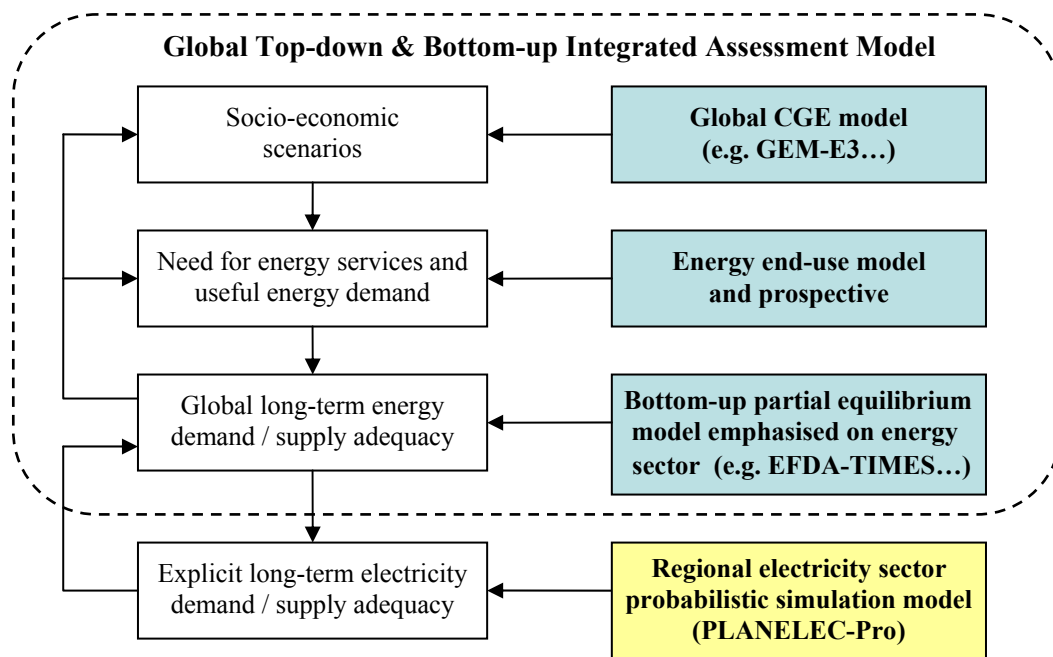 Global Top-down & Bottom-up Integrated Assessment Model
Socio-economic
scenarios
Global CGE model
(e.g. GEM-E3…)
Need for energy services and
useful energy demand
Energy end-use model
and prospective
Global long-term energy
demand / supply adequacy
Bottom-up partial equilibrium
model emphasised on energy
sector (e.g. EFDA-TIMES…)
Explicit long-term electricity
demand / supply adequacy
Regional electricity sector
probabilistic simulation model
(PLANELEC-Pro)